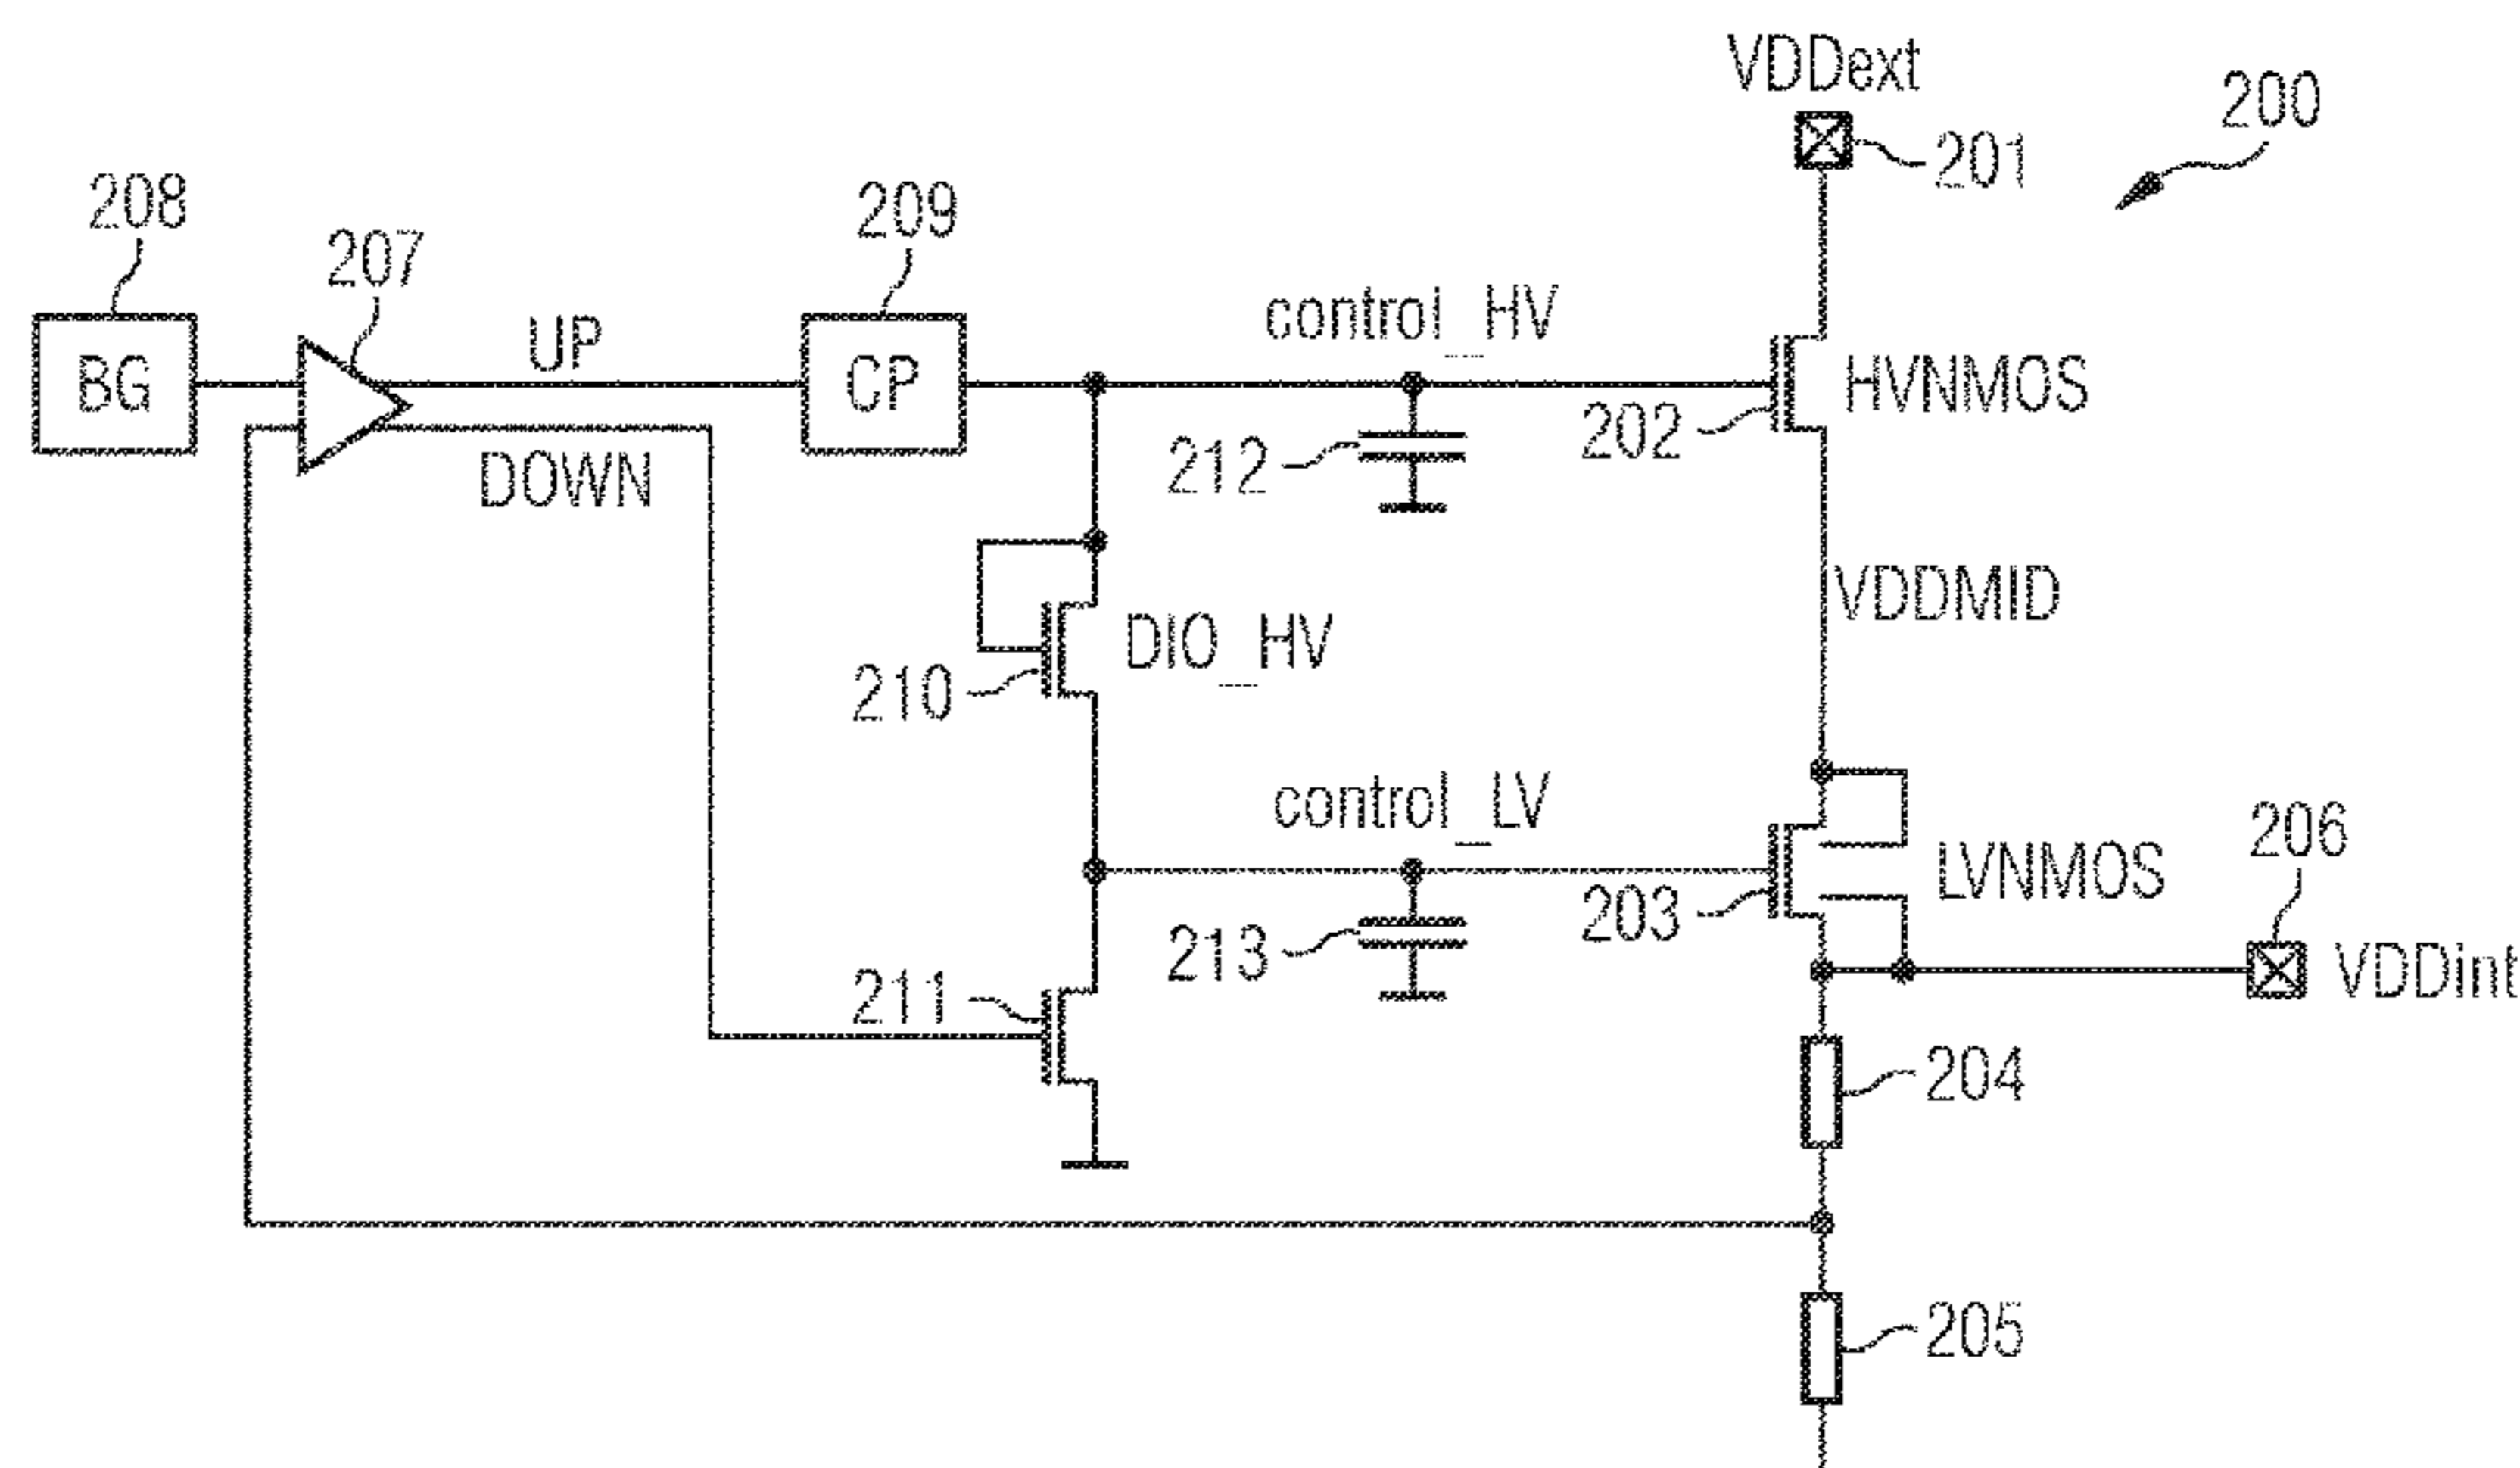 VDDext
200
201
208
207
209
UP
control_HV
BG
CP
HVNMOS
202
212
DOWN
VDDMID
DIO_HV
210
control_LV
206
LVNMOS
203
213
211
VDDint
204
205